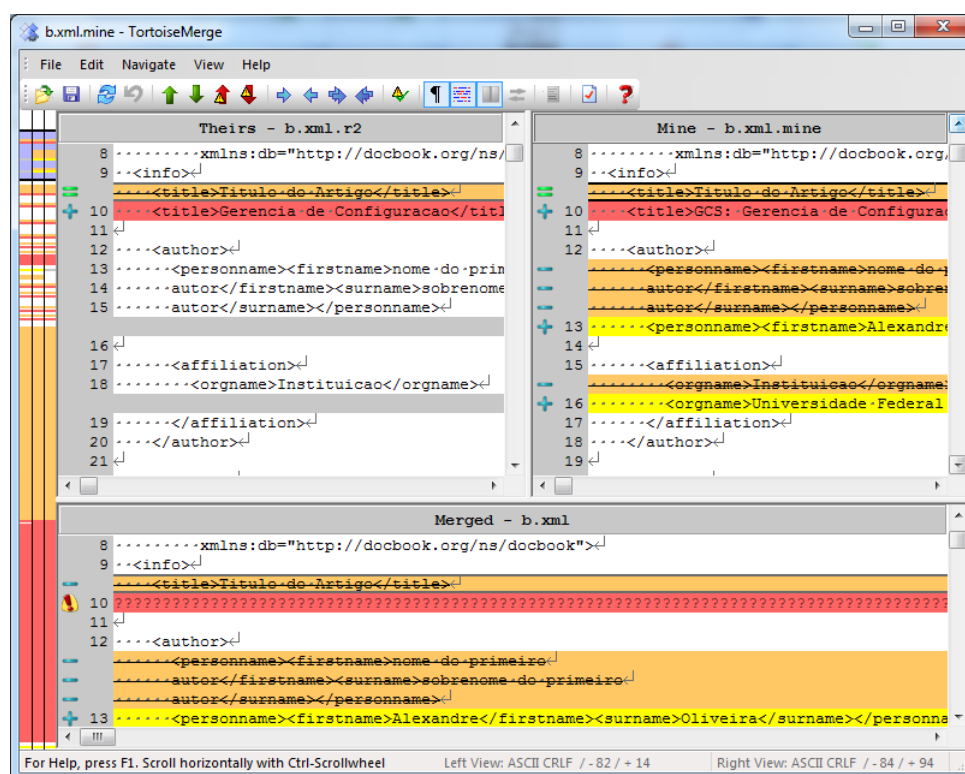 b.xml.mine - TortoiseMerge
File Edit Navigate View Help
Theirs - b.xml.r2
8 ·········xmlns:db="http://docbook.org/ns/
9 ··<info>↵
····<title>Titulo·do·Artigo</title>↵
10 ····<title>Gerencia·de·Configuracao</titl
11 ↵
12 ····<author>↵
13 ······<personname><firstname>nome·do·prim
14 ······autor</firstname><surname>sobrenome
15 ······autor</surname></personname>↵
16 ↵
17 ······<affiliation>↵
18 ········<orgname>Instituicao</orgname>↵
19 ······</affiliation>↵
20 ····</author>↵
21 ↵
Mine - b.xml.mine
8 ·········xmlns:db="http://docbook.org,
9 ··<info>↵
····<title>Titulo·do·Artigo</title>↵
10 ····<title>GCS:·Gerencia·de·Configurac
11 ↵
12 ····<author>↵
······<personname><firstname>nome·do·p
······autor</firstname><surname>sobren
······autor</surname></personname>↵
13 ······<personname><firstname>Alexandre
14 ↵
15 ······<affiliation>↵
········<orgname>Instituicao</orgname>
16 ········<orgname>Universidade·Federal
17 ······</affiliation>↵
18 ····</author>↵
19 ↵
Merged - b.xml
8 ·········xmlns:db="http://docbook.org/ns/docbook">↵
9 ··<info>↵
····<title>Titulo·do·Artigo</title>↵
10 ??????????????????????????????????????????????????????????????????????????????????????
11 ↵
12 ····<author>↵
······<personname><firstname>nome·do·primeiro↵
······autor</firstname><surname>sobrenome·do·primeiro↵
······autor</surname></personname>↵
13 ······<personname><firstname>Alexandre</firstname><surname>Oliveira</surname></personna
For Help, press F1. Scroll horizontally with Ctrl-Scrollwheel Left View: ASCII CRLF / - 82 / + 14 Right View: ASCII CRLF / - 84 / + 94